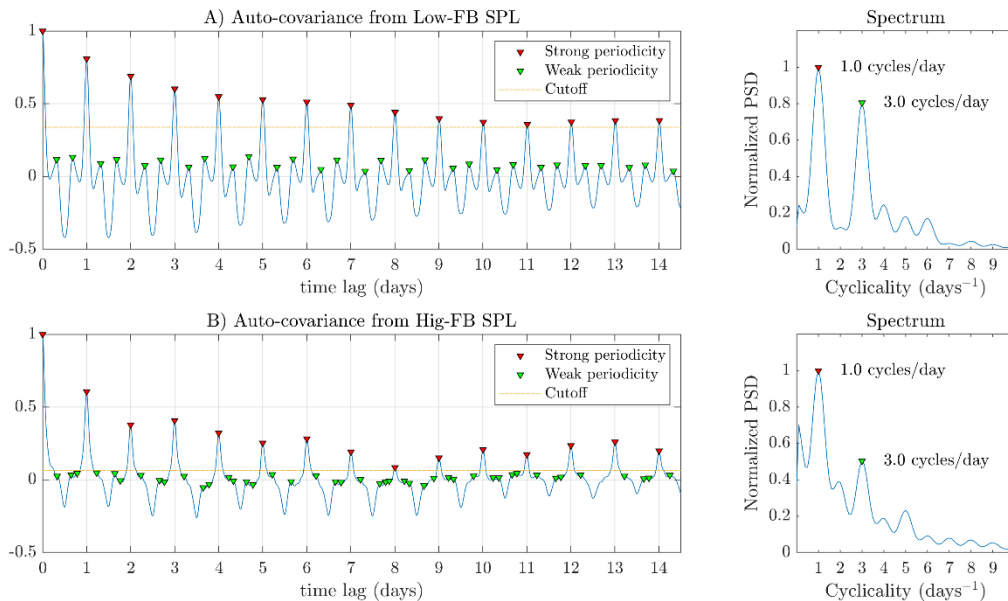 A) Auto-covariance from Low-FB SPL
1
0.5
0
-0.5
Strong periodicity
Weak periodicity
Cutoff
0 1 2 3 4 5 6 7 8 9 10 11 12 13 14
time lag (days)
Spectrum
Normalized PSD
1
0.8
0.6
0.4
0.2
0
1.0 cycles/day
3.0 cycles/day
1 2 3 4 5 6 7 8 9
Cyclicality (days⁻¹)
B) Auto-covariance from Hig-FB SPL
1
0.5
0
-0.5
Strong periodicity
Weak periodicity
Cutoff
0 1 2 3 4 5 6 7 8 9 10 11 12 13 14
time lag (days)
Spectrum
Normalized PSD
1
0.8
0.6
0.4
0.2
0
1.0 cycles/day
3.0 cycles/day
1 2 3 4 5 6 7 8 9
Cyclicality (days⁻¹)